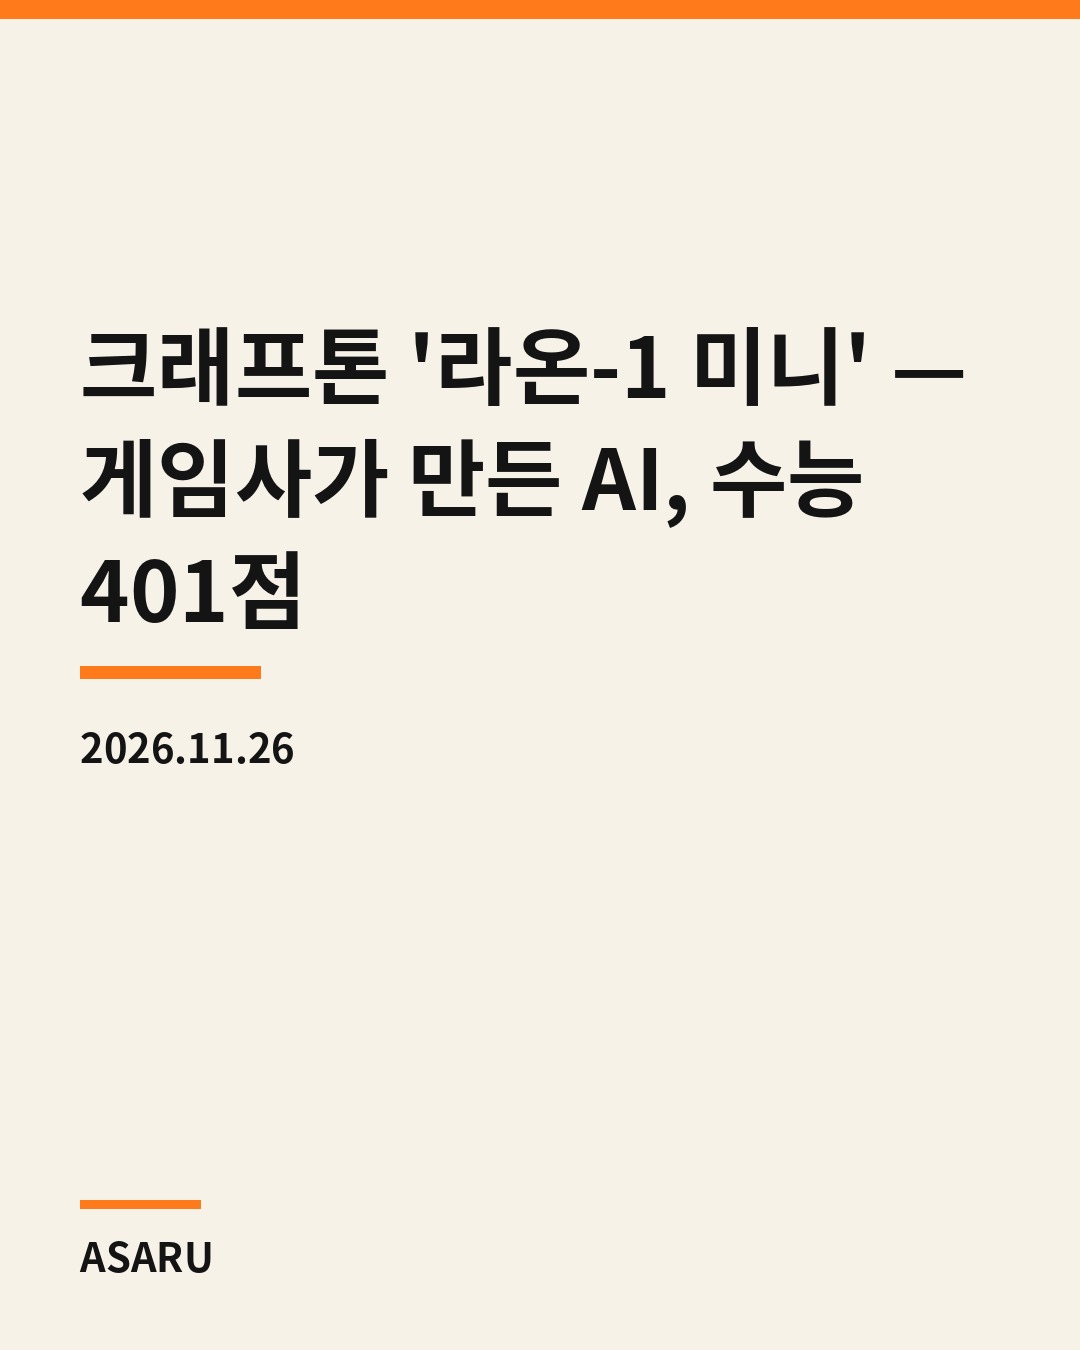 크래프톤 '라온-1 미니' —
게임사가 만든 AI, 수능
401점
2026.11.26
ASARU